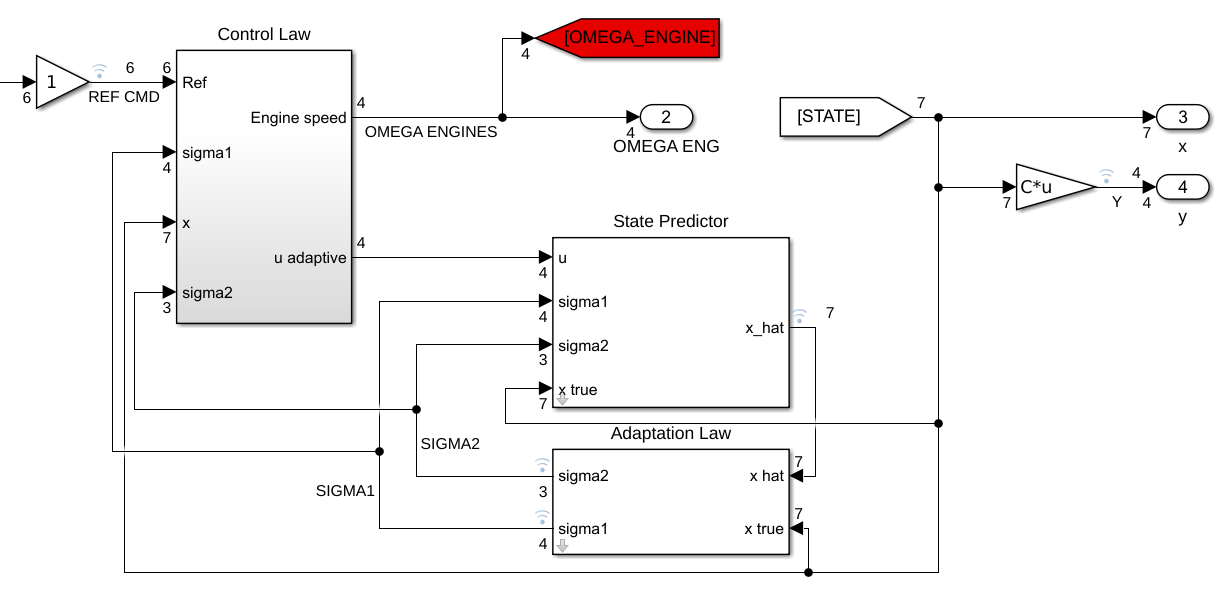 Control Law
[OMEGA_ENGINE]
4
1
6
6
6
REF CMD
Ref
Engine speed
4
OMEGA ENGINES
2
4
OMEGA ENG
[STATE]
7
3
7
x
sigma1
4
C*u
7
4
Y
4
4
y
x
7
State Predictor
u adaptive
4
u
4
sigma2
3
sigma1
4
x_hat
7
sigma2
3
x true
7
Adaptation Law
SIGMA2
sigma2
3
x hat
7
SIGMA1
sigma1
4
x true
7